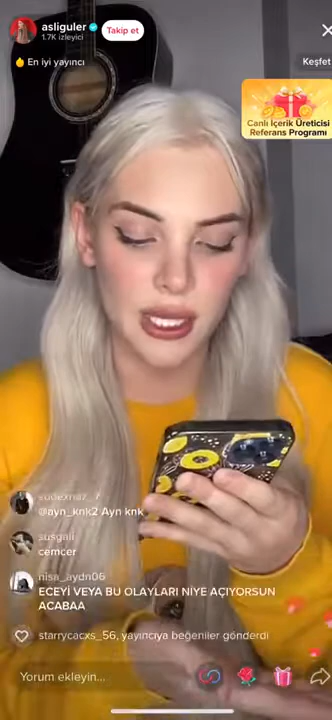 asliguler
Takip et
1.7K izleyici
En iyi yayıncı
Keşfet
Canlı İçerik Üreticisi
Referans Programı
@ayn_knk2 Ayn knk
susgali
cemcer
nisa_aydn06
ECEYİ VEYA BU OLAYLARI NİYE AÇIYORSUN
ACABAA
starrycacxs_56, yayıncıya beğeniler gönderdi
Yorum ekleyin...